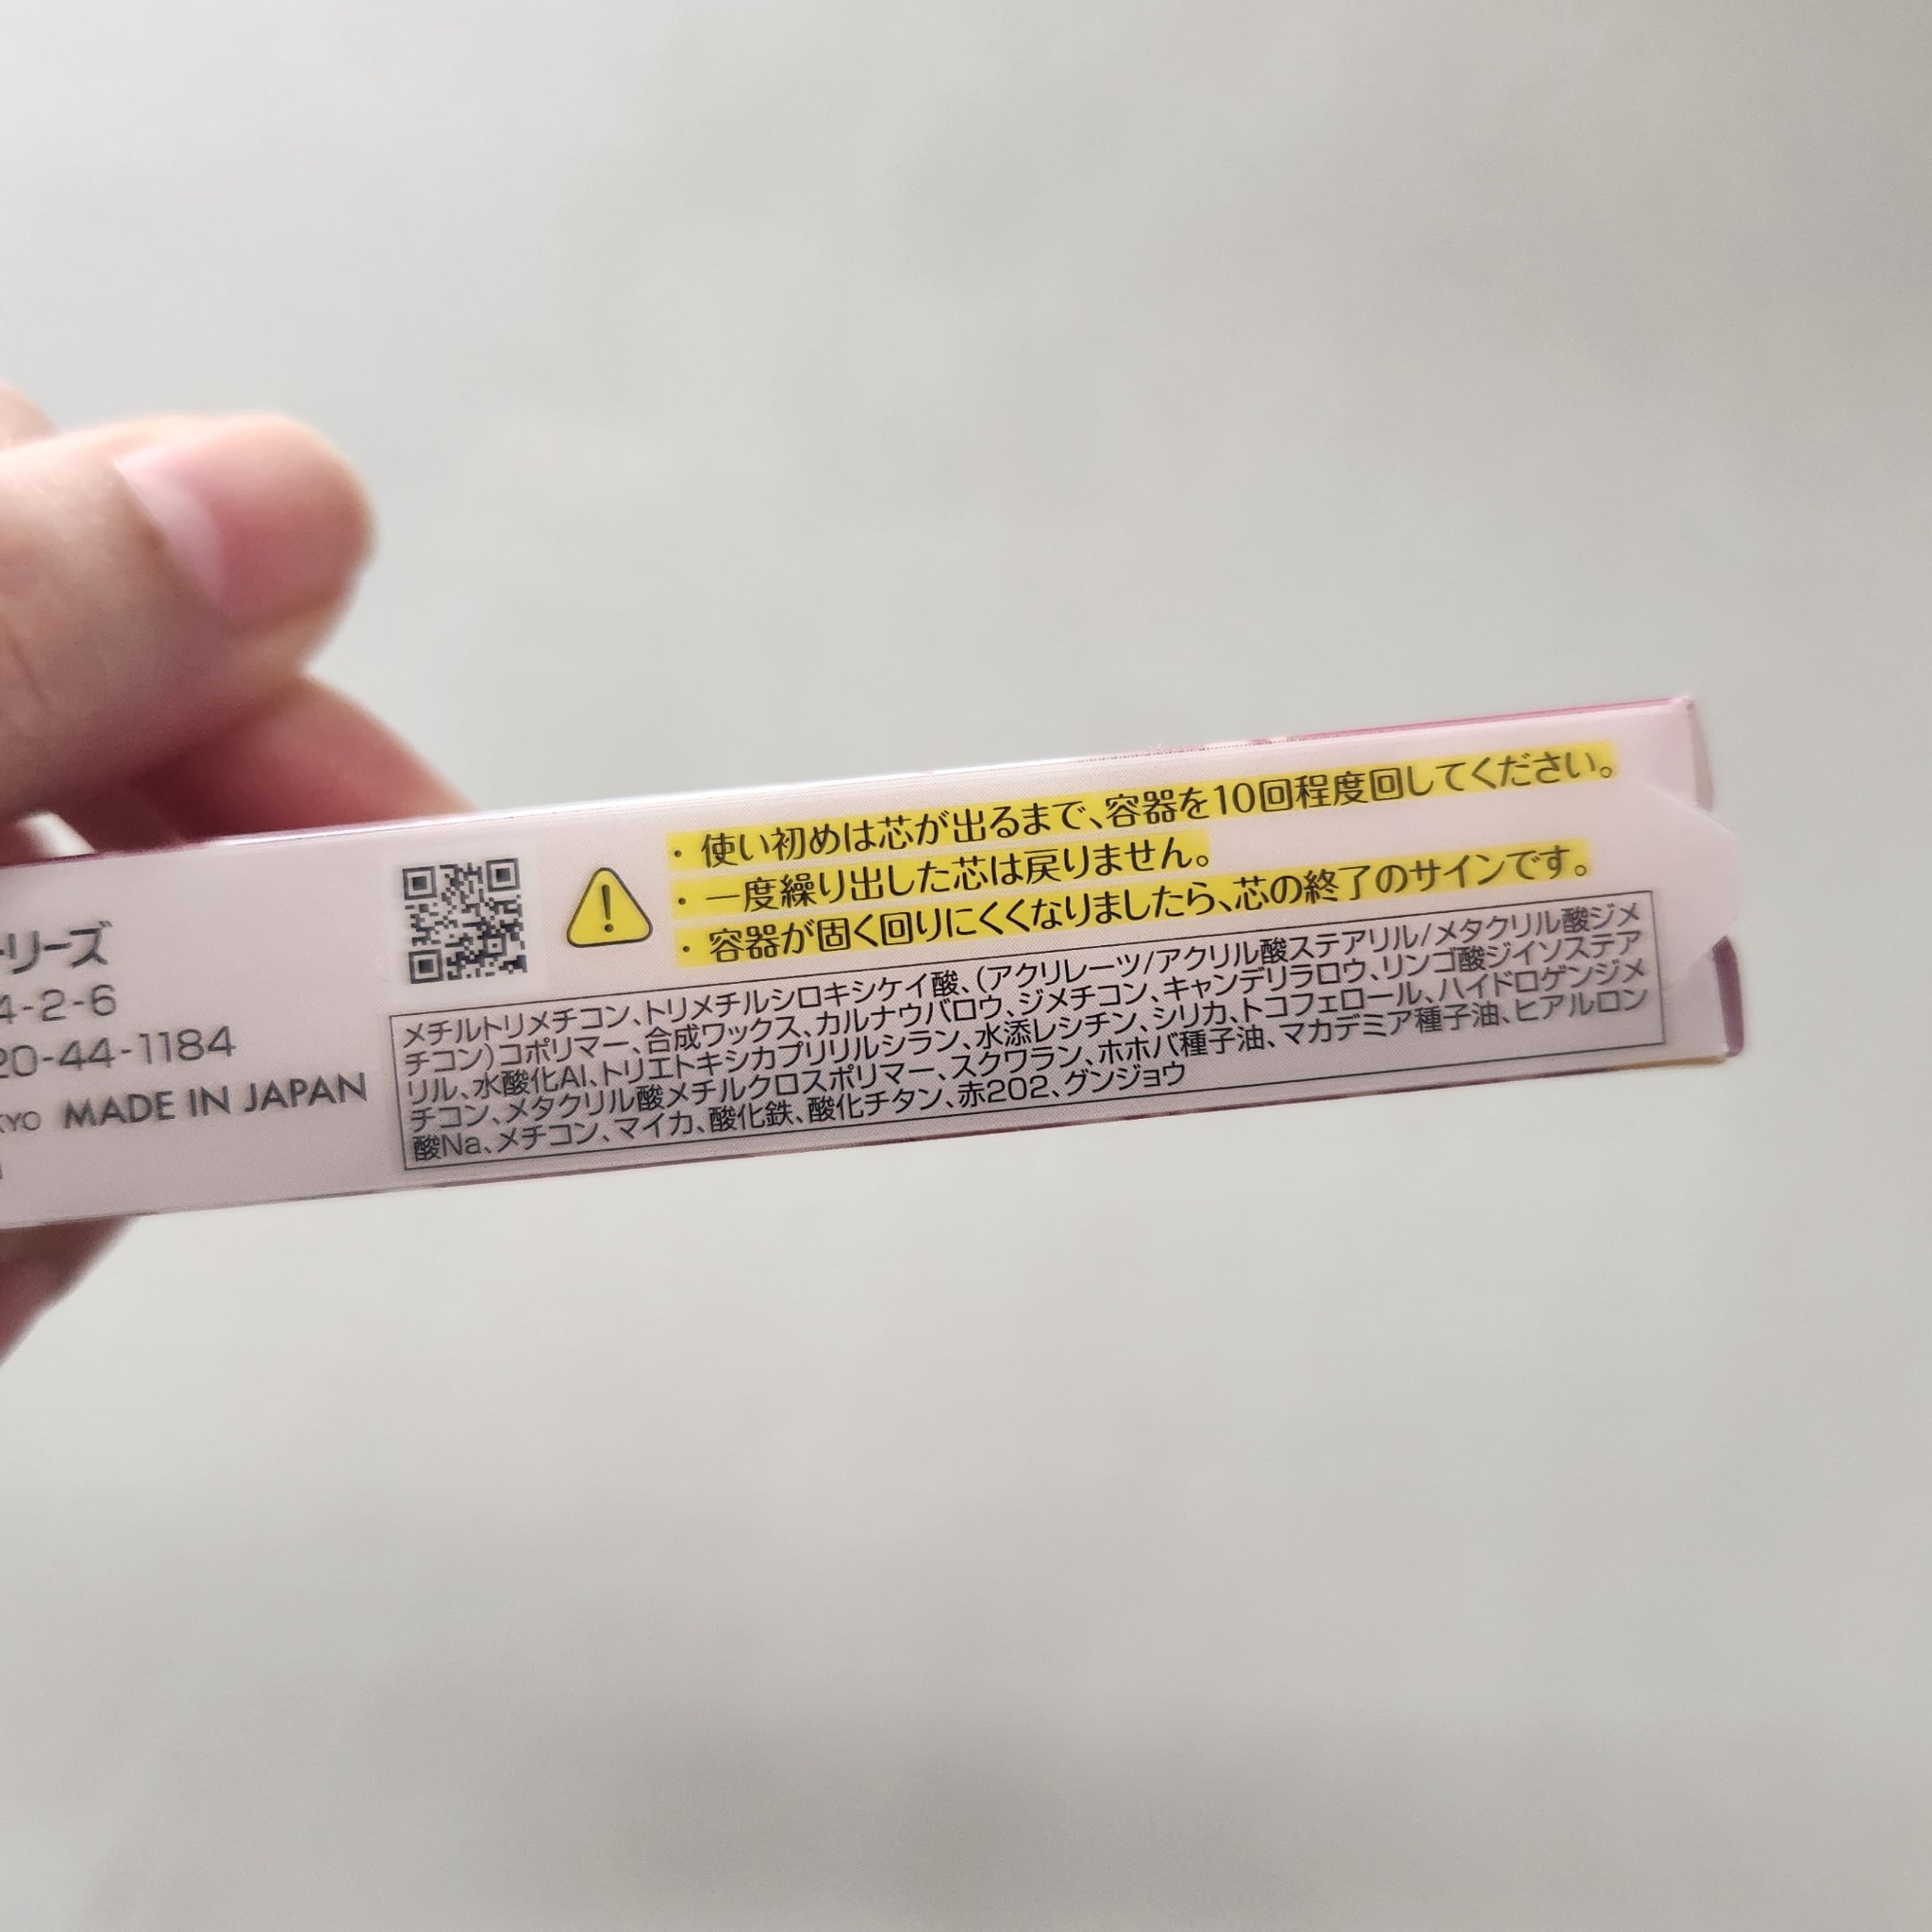 リーズ
4-2-6
20-44-1184
KYO MADE IN JAPAN
・使い初めは芯が出るまで、容器を10回程度回してください。
・一度繰り出した芯は戻りません。
・容器が固く回りにくくなりましたら、芯の終了のサインです。
メチルトリメチコン、トリメチルシロキシケイ酸、(アクリレーツ/アクリル酸ステアリル/メタクリル酸ジメ
チコン)コポリマー、合成ワックス、カルナウバロウ、ジメチコン、キャンデリラロウ、リンゴ酸ジイソステア
リル、水酸化Al、トリエトキシカプリリルシラン、水添レシチン、シリカ、トコフェロール、ハイドロゲンジメ
チコン、メタクリル酸メチルクロスポリマー、スクワラン、ホホバ種子油、マカデミア種子油、ヒアルロン
酸Na、メチコン、マイカ、酸化鉄、酸化チタン、赤202、グンジョウ